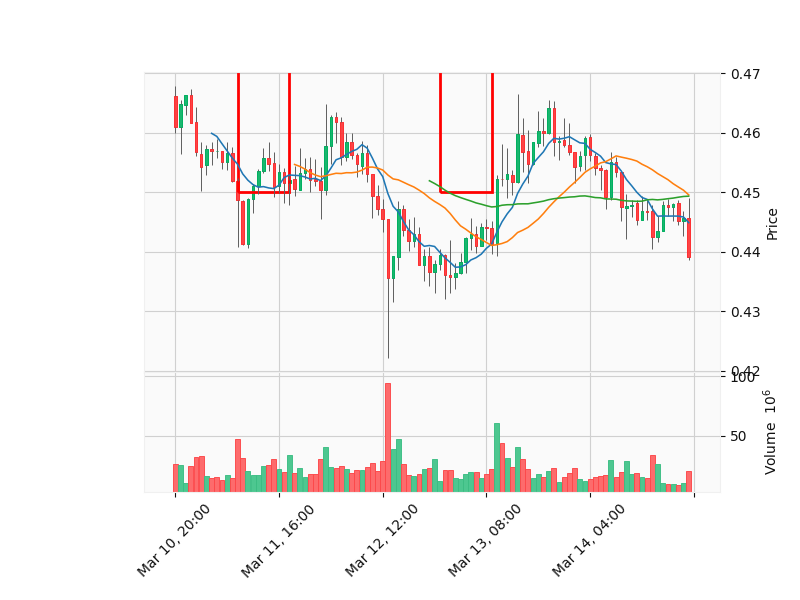 0.47
0.46
0.45
0.44
0.43
0.42
Price
100
50
Volume 10^6
Mar 10, 20:00
Mar 11, 16:00
Mar 12, 12:00
Mar 13, 08:00
Mar 14, 04:00